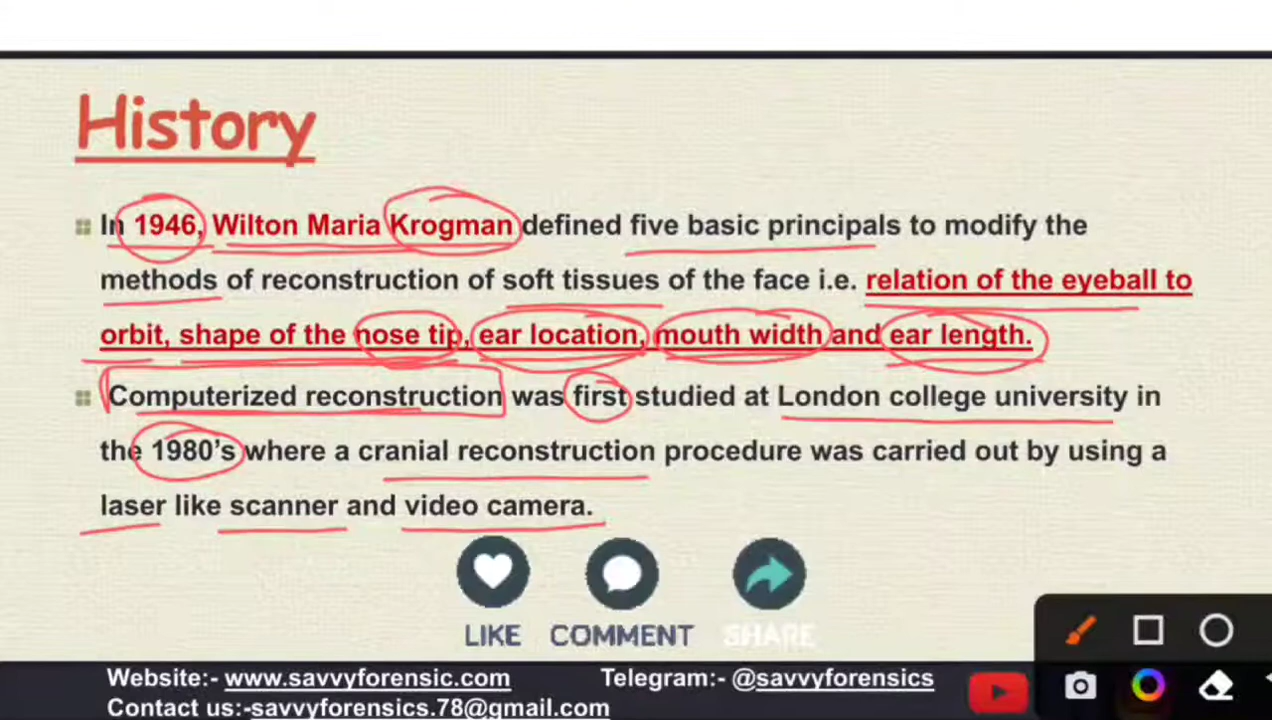 History
In 1946, Wilton Maria Krogman defined five basic principals to modify the
methods of reconstruction of soft tissues of the face i.e. relation of the eyeball to
orbit, shape of the nose tip, ear location, mouth width and ear length.
Computerized reconstruction was first studied at London college university in
the 1980's where a cranial reconstruction procedure was carried out by using a
laser like scanner and video camera.
LIKE COMMENT SHARE
Website:- www.savvyforensic.com Telegram:- @savvyforensics
Contact us:-savvyforensics.78@gmail.com